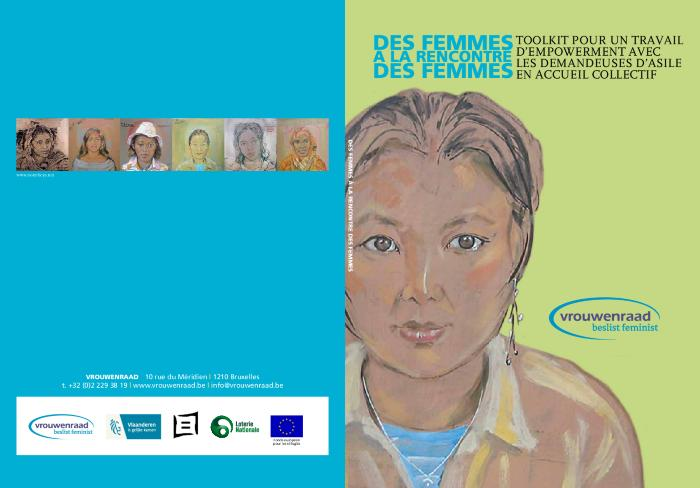 DES FEMMES
A LA RENCONTRE
DES FEMMES
TOOLKIT POUR UN TRAVAIL
D'EMPOWERMENT AVEC
LES DEMANDEUSES D'ASILE
EN ACCUEIL COLLECTIF
DES FEMMES À LA RENCONTRE DES FEMMES
vrouwenraad
beslist feminist
VROUWENRAAD 10 rue du Méridien | 1210 Bruxelles
t. +32 (0)2 229 38 19 | www.vrouwenraad.be | info@vrouwenraad.be
vrouwenraad
beslist feminist
Vlaanderen
is gelijke kansen
Loterie
Nationale